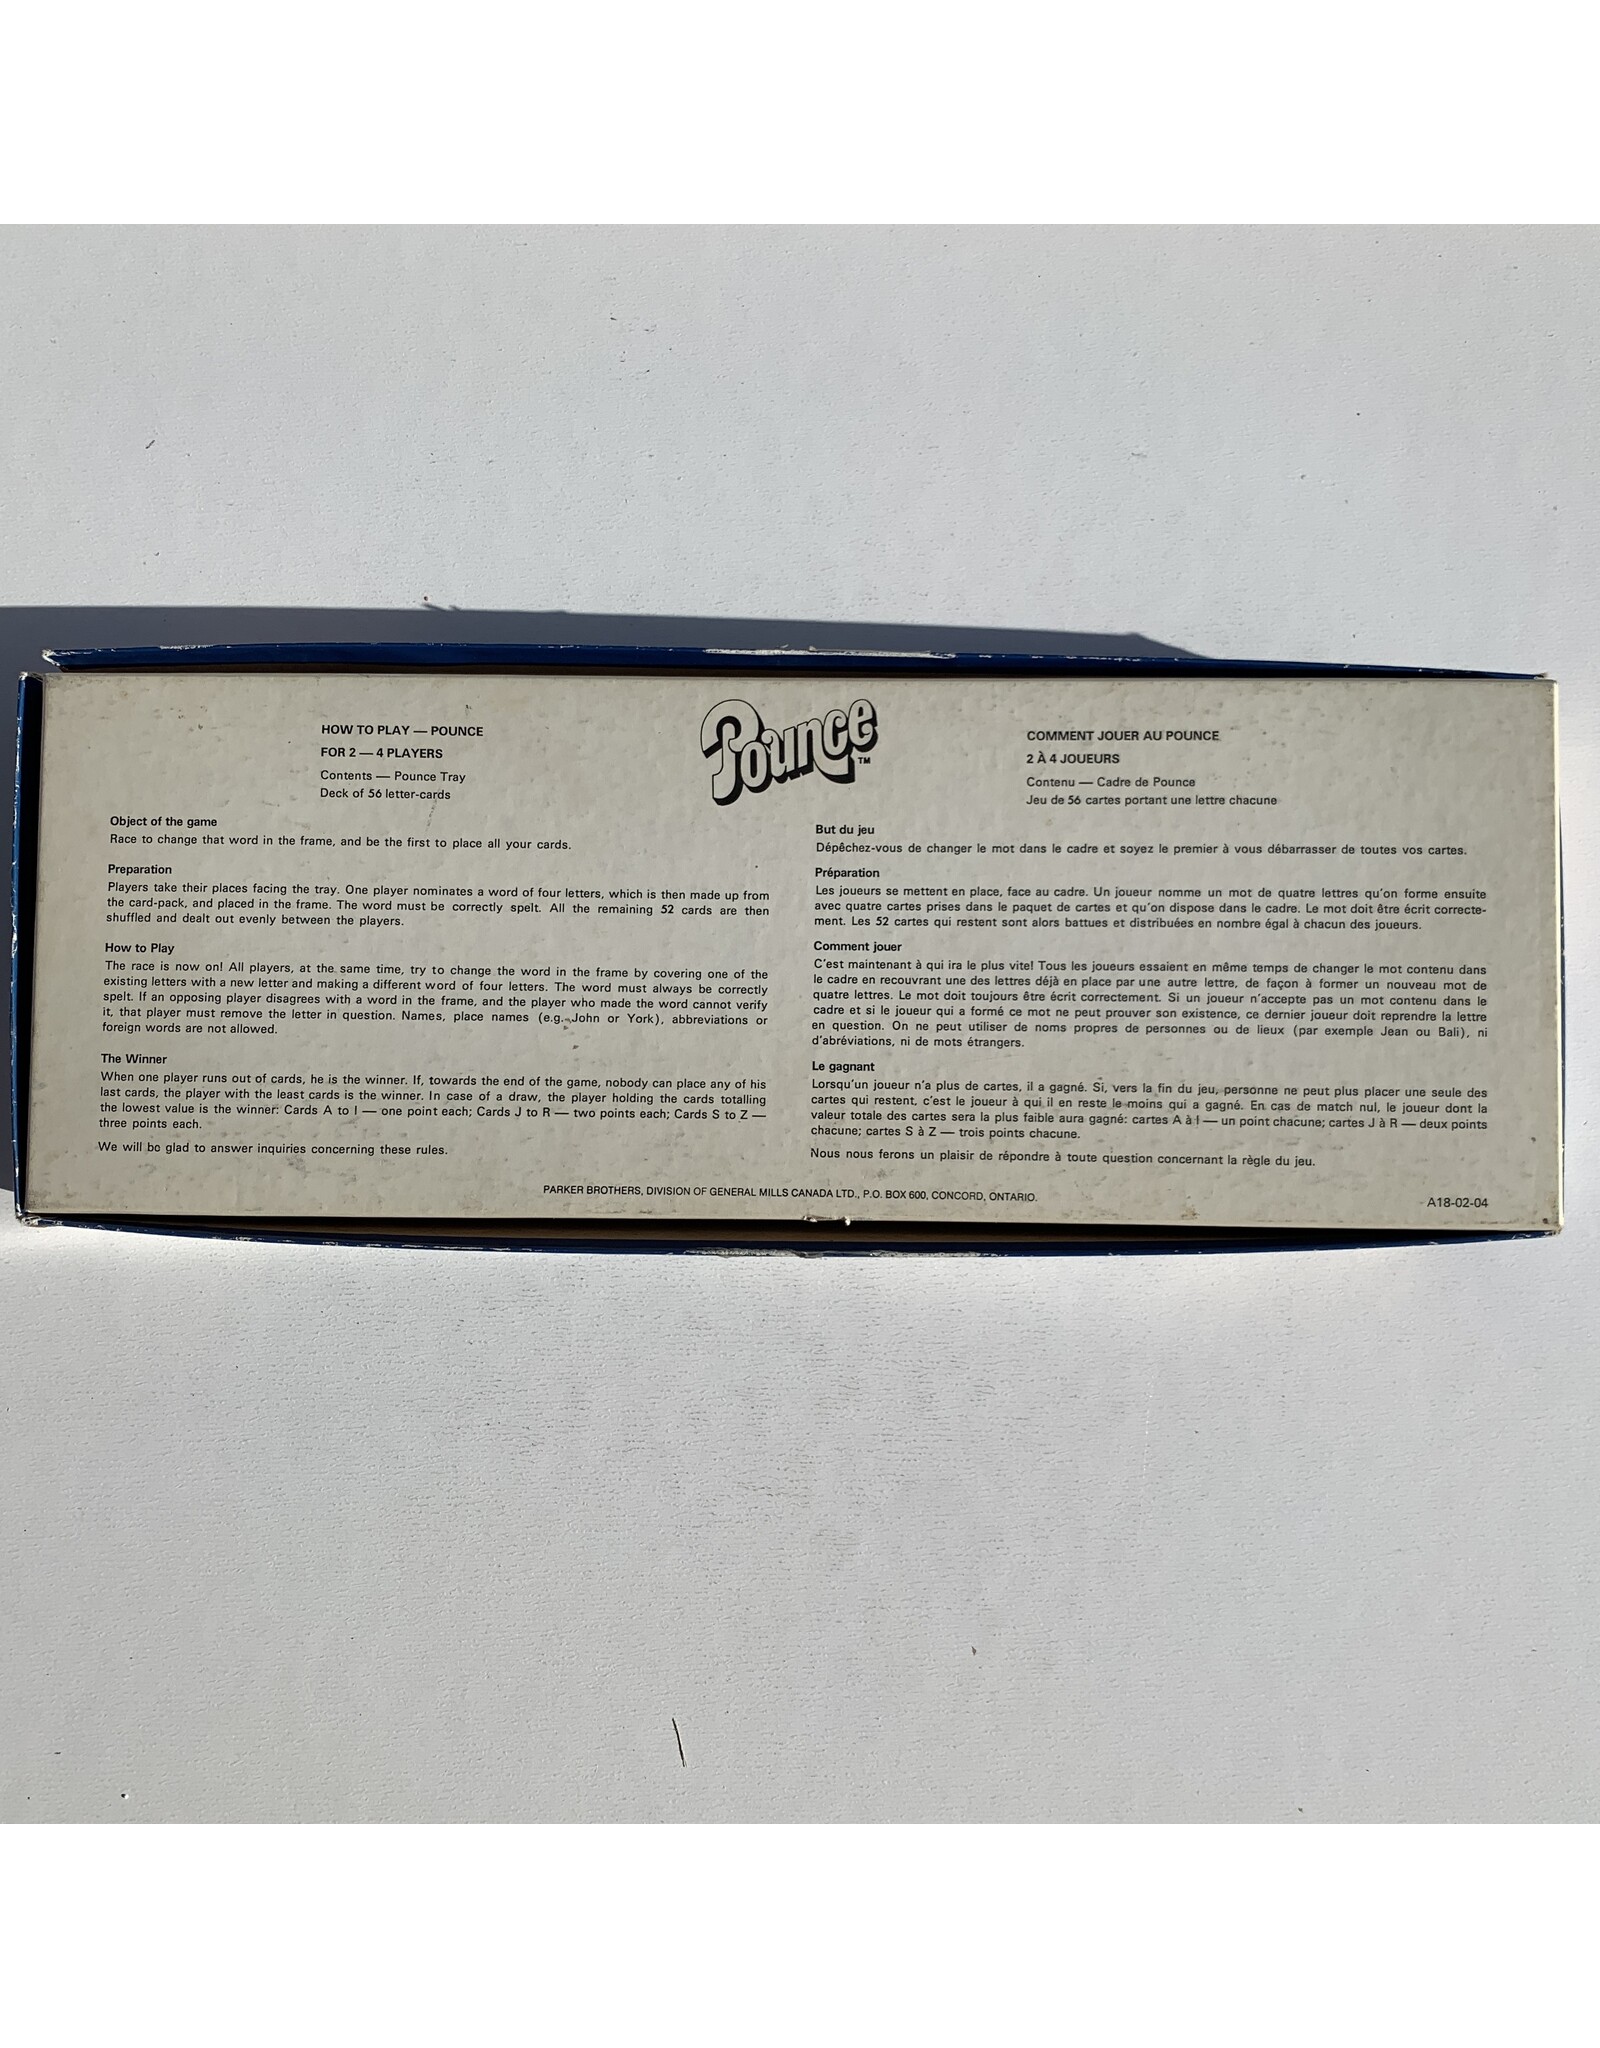 Pounce™
HOW TO PLAY — POUNCE
FOR 2 — 4 PLAYERS
Contents — Pounce Tray
Deck of 56 letter-cards
Object of the game
Race to change that word in the frame, and be the first to place all your cards.
Preparation
Players take their places facing the tray. One player nominates a word of four letters, which is then made up from
the card-pack, and placed in the frame. The word must be correctly spelt. All the remaining 52 cards are then
shuffled and dealt out evenly between the players.
How to Play
The race is now on! All players, at the same time, try to change the word in the frame by covering one of the
existing letters with a new letter and making a different word of four letters. The word must always be correctly
spelt. If an opposing player disagrees with a word in the frame, and the player who made the word cannot verify
it, that player must remove the letter in question. Names, place names (e.g. John or York), abbreviations or
foreign words are not allowed.
The Winner
When one player runs out of cards, he is the winner. If, towards the end of the game, nobody can place any of his
last cards, the player with the least cards is the winner. In case of a draw, the player holding the cards totalling
the lowest value is the winner: Cards A to I — one point each; Cards J to R — two points each; Cards S to Z —
three points each.
We will be glad to answer inquiries concerning these rules.
COMMENT JOUER AU POUNCE
2 À 4 JOUEURS
Contenu — Cadre de Pounce
Jeu de 56 cartes portant une lettre chacune
But du jeu
Dépêchez-vous de changer le mot dans le cadre et soyez le premier à vous débarrasser de toutes vos cartes.
Préparation
Les joueurs se mettent en place, face au cadre. Un joueur nomme un mot de quatre lettres qu'on forme ensuite
avec quatre cartes prises dans le paquet de cartes et qu'on dispose dans le cadre. Le mot doit être écrit correcte-
ment. Les 52 cartes qui restent sont alors battues et distribuées en nombre égal à chacun des joueurs.
Comment jouer
C'est maintenant à qui ira le plus vite! Tous les joueurs essaient en même temps de changer le mot contenu dans
le cadre en recouvrant une des lettres déjà en place par une autre lettre, de façon à former un nouveau mot de
quatre lettres. Le mot doit toujours être écrit correctement. Si un joueur n'accepte pas un mot contenu dans le
cadre et si le joueur qui a formé ce mot ne peut prouver son existence, ce dernier joueur doit reprendre la lettre
en question. On ne peut utiliser de noms propres de personnes ou de lieux (par exemple Jean ou Bali), ni
d'abréviations, ni de mots étrangers.
Le gagnant
Lorsqu'un joueur n'a plus de cartes, il a gagné. Si, vers la fin du jeu, personne ne peut plus placer une seule des
cartes qui restent, c'est le joueur à qui il en reste le moins qui a gagné. En cas de match nul, le joueur dont la
valeur totale des cartes sera la plus faible aura gagné: cartes A à I — un point chacune; cartes J à R — deux points
chacune; cartes S à Z — trois points chacune.
Nous nous ferons un plaisir de répondre à toute question concernant la règle du jeu.
PARKER BROTHERS, DIVISION OF GENERAL MILLS CANADA LTD., P.O. BOX 600, CONCORD, ONTARIO.
A18-02-04